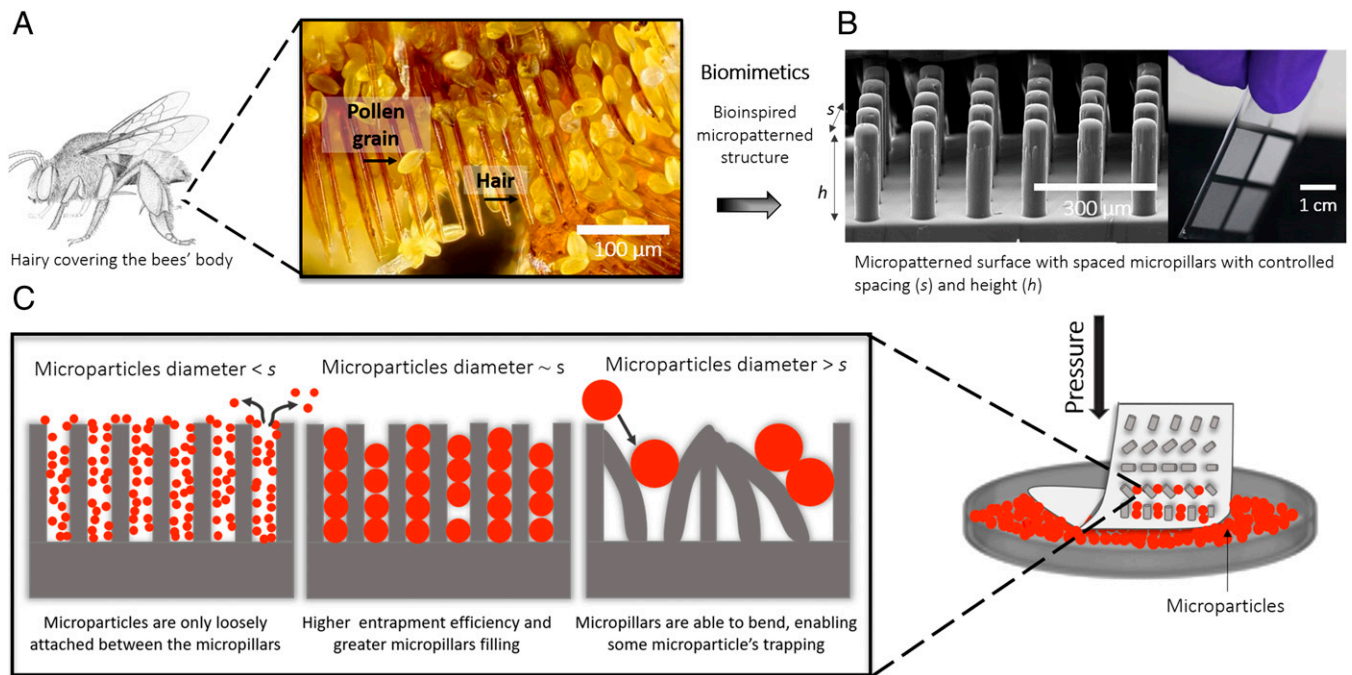 A
Pollen
grain
Hair
100 µm
Hairy covering the bees’ body
Biomimetics
Bioinspired
micropatterned
structure
B
s
h
300 µm
1 cm
Micropatterned surface with spaced micropillars with controlled
spacing (s) and height (h)
C
Microparticles diameter < s
Microparticles diameter ~ s
Microparticles diameter > s
Microparticles are only loosely
attached between the micropillars
Higher entrapment efficiency and
greater micropillars filling
Micropillars are able to bend, enabling
some microparticle’s trapping
Pressure
Microparticles